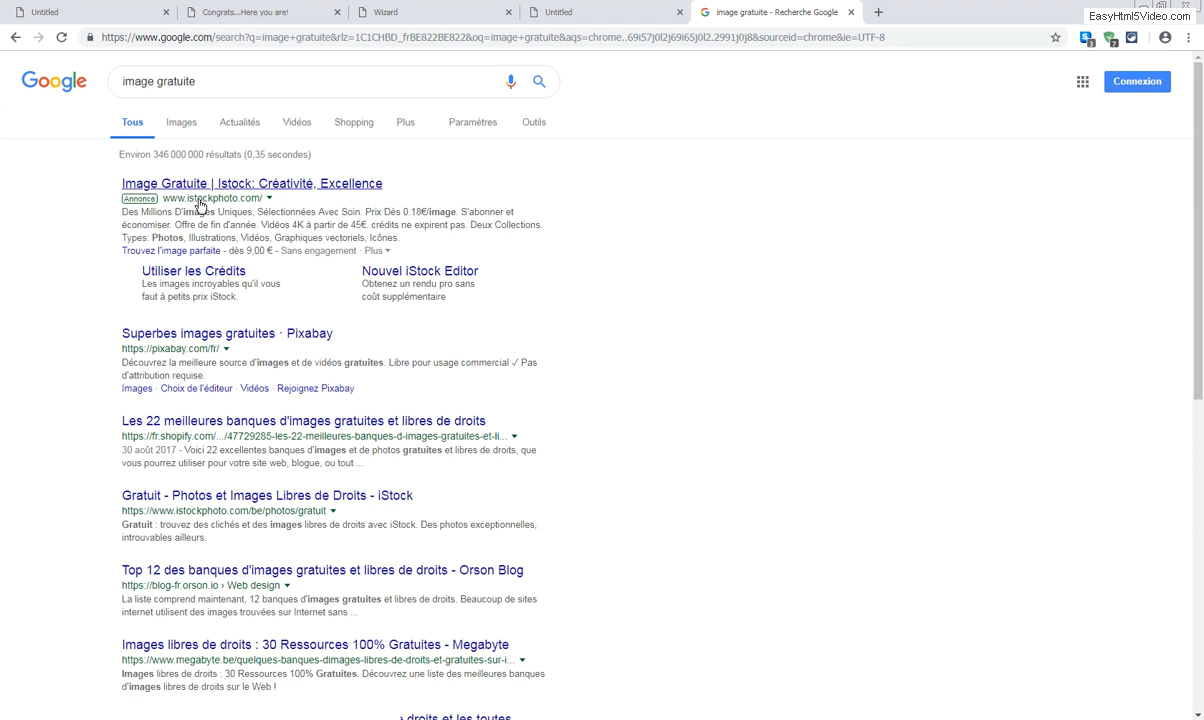 Untitled
Congrats...Here you are!
Wizard
Untitled
image gratuite - Recherche Google
EasyHtml5Video.com
https://www.google.com/search?q=image+gratuite&rlz=1C1CHBD_frBE822BE822&oq=image+gratuite&aqs=chrome..69i57j0l2j69i65j0l2.2991j0j8&sourceid=chrome&ie=UTF-8
3
7
Google
image gratuite
Connexion
Tous Images Actualités Vidéos Shopping Plus Paramètres Outils
Environ 346 000 000 résultats (0,35 secondes)
Image Gratuite | Istock: Créativité, Excellence
Annonce www.istockphoto.com/
Des Millions D'images Uniques, Sélectionnées Avec Soin. Prix Dès 0.18€/image. S'abonner et
économiser. Offre de fin d'année. Vidéos 4K à partir de 45€. crédits ne expirent pas. Deux Collections.
Types: Photos, Illustrations, Vidéos, Graphiques vectoriels, Icônes.
Trouvez l'image parfaite - dès 9,00 € - Sans engagement · Plus
Utiliser les Crédits
Les images incroyables qu'il vous
faut à petits prix iStock.
Nouvel iStock Editor
Obtenez un rendu pro sans
coût supplémentaire
Superbes images gratuites · Pixabay
https://pixabay.com/fr/
Découvrez la meilleure source d'images et de vidéos gratuites. Libre pour usage commercial ✓ Pas
d'attribution requise.
Images · Choix de l'éditeur · Vidéos · Rejoignez Pixabay
Les 22 meilleures banques d'images gratuites et libres de droits
https://fr.shopify.com/.../47729285-les-22-meilleures-banques-d-images-gratuites-et-li...
30 août 2017 - Voici 22 excellentes banques d'images et de photos gratuites et libres de droits, que
vous pourrez utiliser pour votre site web, blogue, ou tout ...
Gratuit - Photos et Images Libres de Droits - iStock
https://www.istockphoto.com/be/photos/gratuit
Gratuit : trouvez des clichés et des images libres de droits avec iStock. Des photos exceptionnelles,
introuvables ailleurs.
Top 12 des banques d'images gratuites et libres de droits - Orson Blog
https://blog-fr.orson.io › Web design
La liste comprend maintenant, 12 banques d'images gratuites et libres de droits. Beaucoup de sites
internet utilisent des images trouvées sur Internet sans ...
Images libres de droits : 30 Ressources 100% Gratuites - Megabyte
https://www.megabyte.be/quelques-banques-dimages-libres-de-droits-et-gratuites-sur-i...
Images libres de droits : 30 Ressources 100% Gratuites. Découvrez une liste des meilleures banques
d'images libres de droits sur le Web !
droits et les toutes